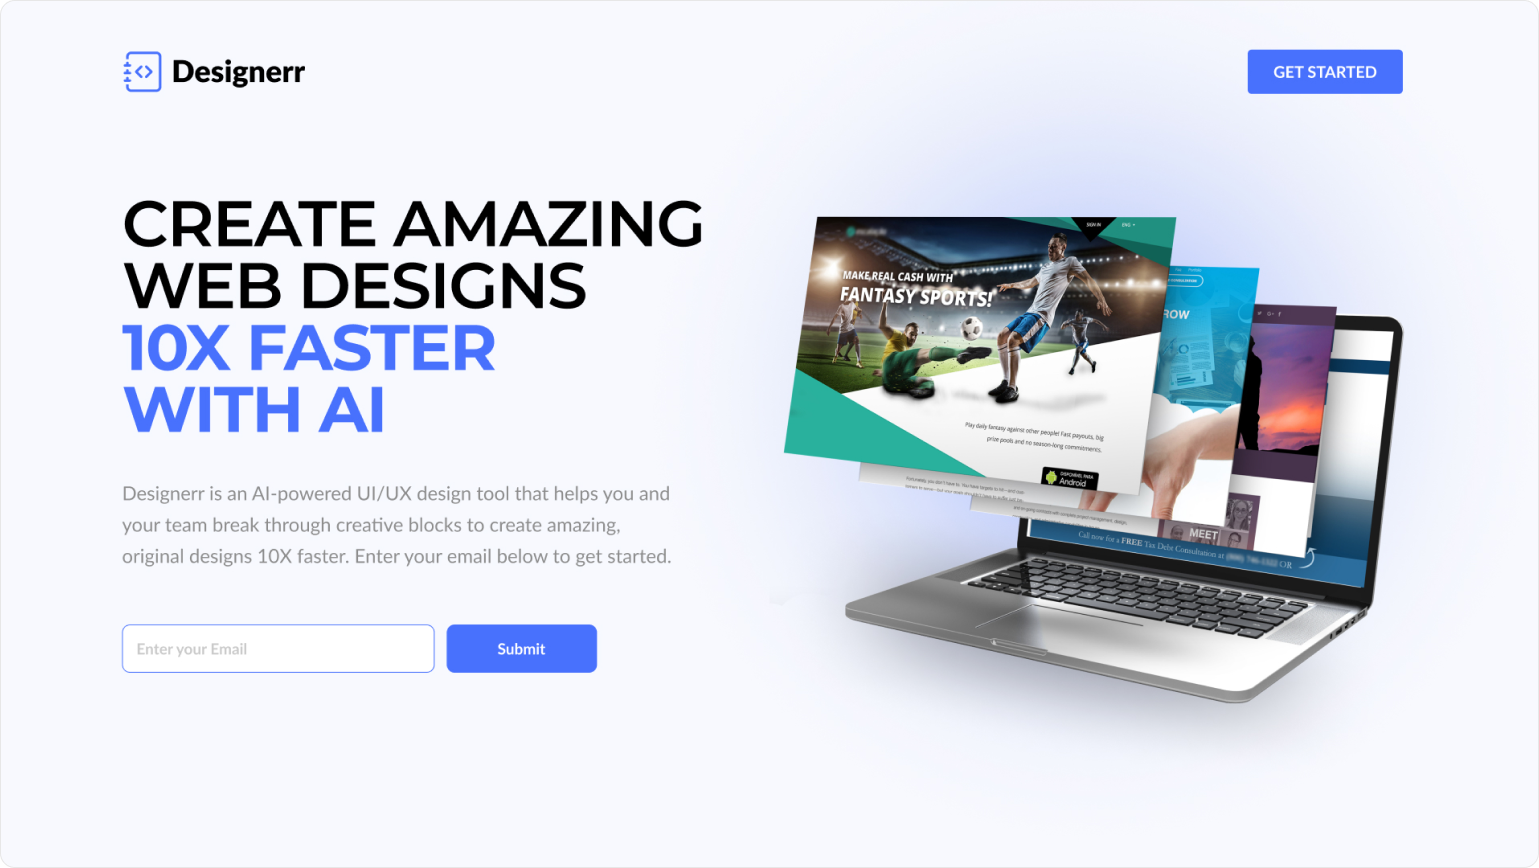 Designerr
GET STARTED
CREATE AMAZING
WEB DESIGNS
10X FASTER
WITH AI
Designerr is an AI-powered UI/UX design tool that helps you and
your team break through creative blocks to create amazing,
original designs 10X faster. Enter your email below to get started.
Enter your Email
Submit
SIGN IN
ENG
MAKE REAL CASH WITH
FANTASY SPORTS!
Play daily fantasy against other people! Fast payouts, big
prize pools and no season-long commitments.
DISPONÍVEL PARA
Android
ROW
MEET
Call now for a FREE Tax Debt Consultation at
OR